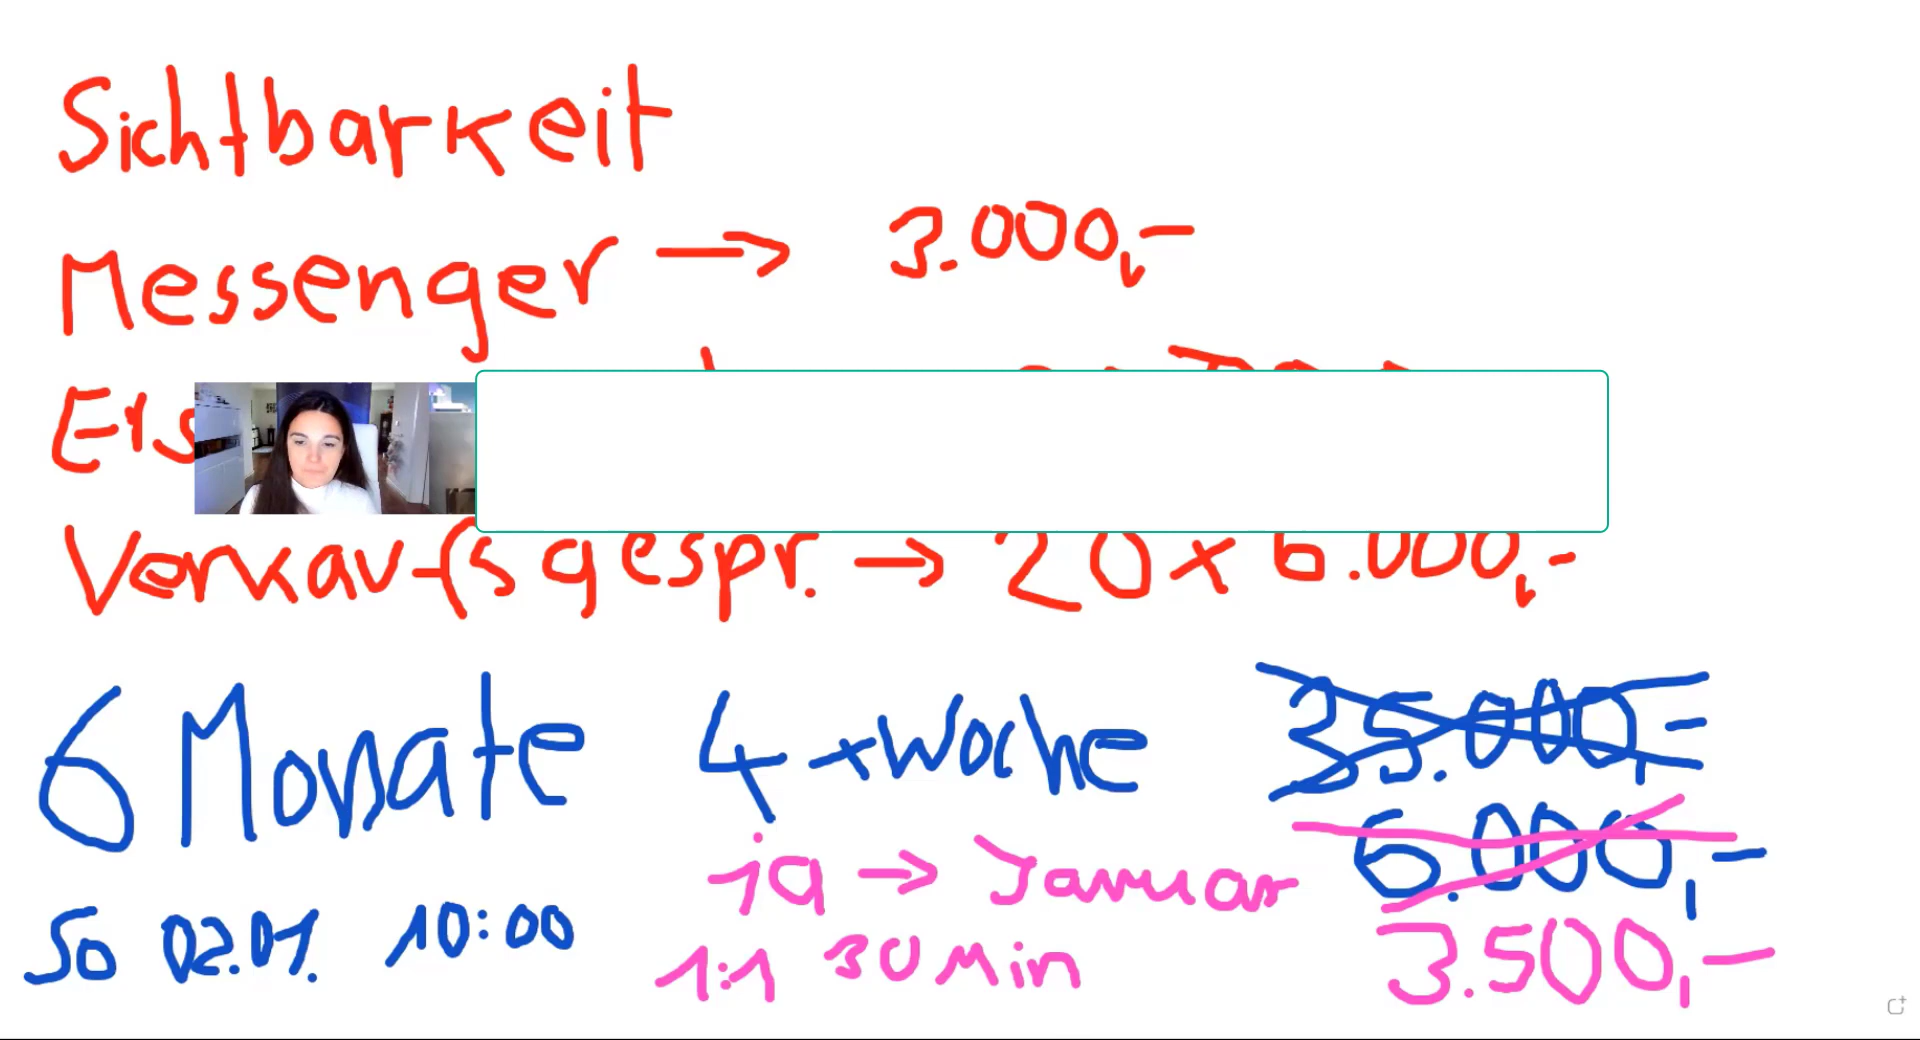 Sichtbarkeit
Messenger → 3.000,-
Verkaufsgespr. → 20 x 6.000,-
6 Monate 4 x Woche 35.000,-
6.000,-
ja → Januar
So 02.01. 10:00
1:1 30 Min 3.500,-